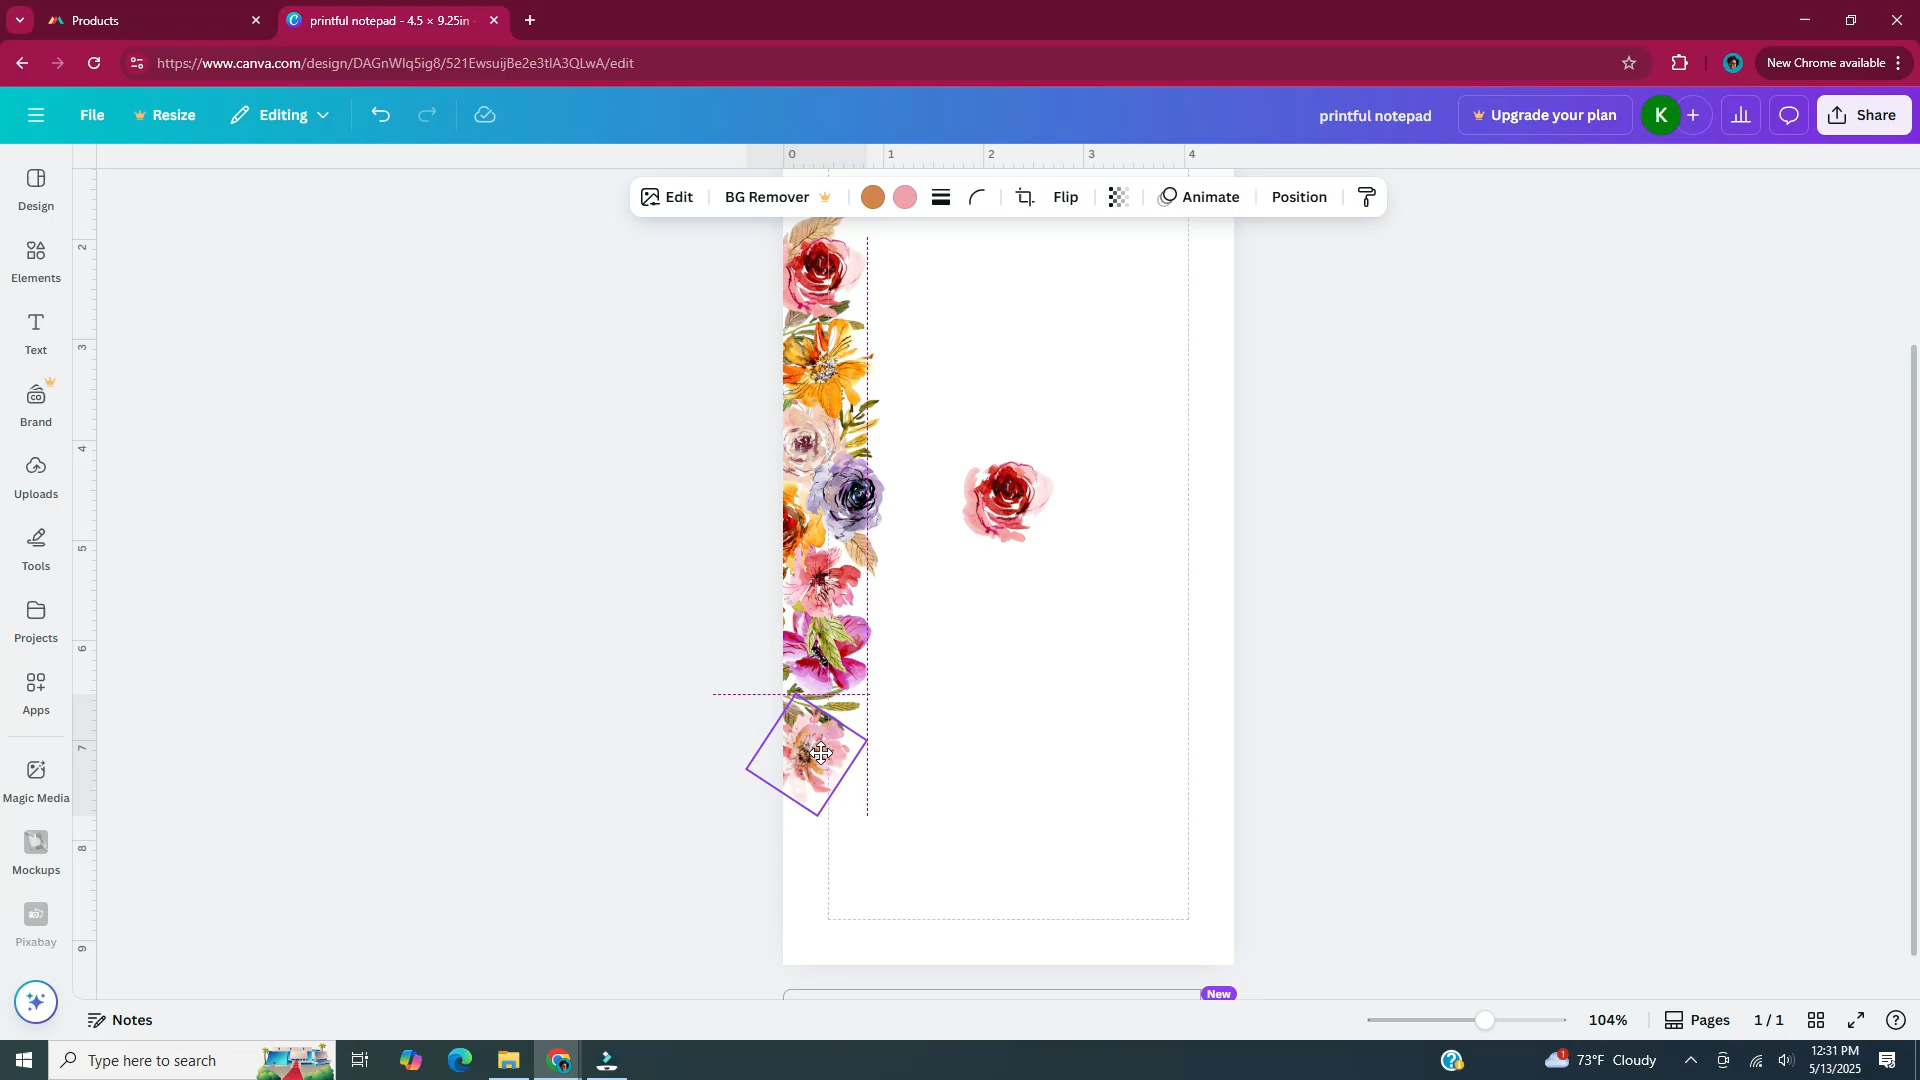 Products
printful notepad - 4.5 × 9.25in
https://www.canva.com/design/DAGnWIq5ig8/521EwsuijBe2e3tIA3QLwA/edit
New Chrome available
File
Resize
Editing
printful notepad
Upgrade your plan
K
Share
0 1 2 3 4
Edit
BG Remover
Flip
Animate
Position
Design
Elements
Text
Brand
Uploads
Tools
Projects
Apps
Magic Media
Mockups
Pixabay
2
3
4
5
6
7
8
9
New
Notes
104%
Pages
1 / 1
Type here to search
1
73°F Cloudy
12:31 PM
5/13/2025